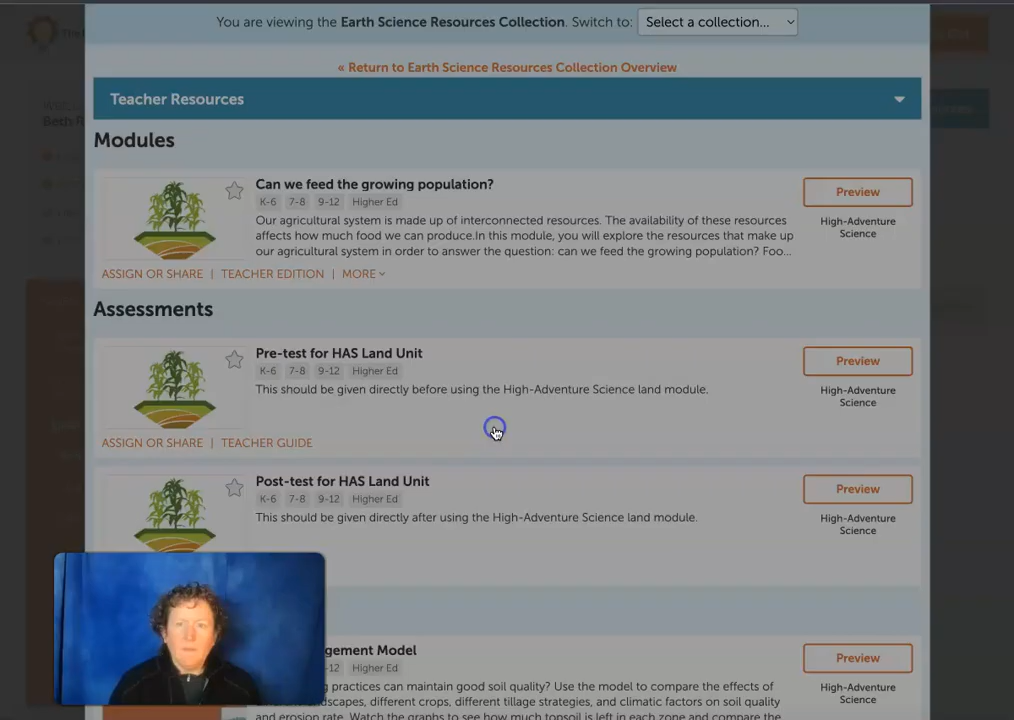 You are viewing the Earth Science Resources Collection. Switch to: Select a collection...
« Return to Earth Science Resources Collection Overview
Teacher Resources
Modules
Can we feed the growing population?
K-6 7-8 9-12 Higher Ed
Our agricultural system is made up of interconnected resources. The availability of these resources
affects how much food we can produce.In this module, you will explore the resources that make up
our agricultural system in order to answer the question: can we feed the growing population? Foo...
Preview
High-Adventure
Science
ASSIGN OR SHARE | TEACHER EDITION | MORE
Assessments
Pre-test for HAS Land Unit
K-6 7-8 9-12 Higher Ed
This should be given directly before using the High-Adventure Science land module.
Preview
High-Adventure
Science
ASSIGN OR SHARE | TEACHER GUIDE
Post-test for HAS Land Unit
K-6 7-8 9-12 Higher Ed
This should be given directly after using the High-Adventure Science land module.
Preview
High-Adventure
Science
gement Model
-12 Higher Ed
practices can maintain good soil quality? Use the model to compare the effects of
dscapes, different crops, different tillage strategies, and climatic factors on soil quality
and erosion rate. Watch the graphs to see how much topsoil is left in each zone and compare the
Preview
High-Adventure
Science